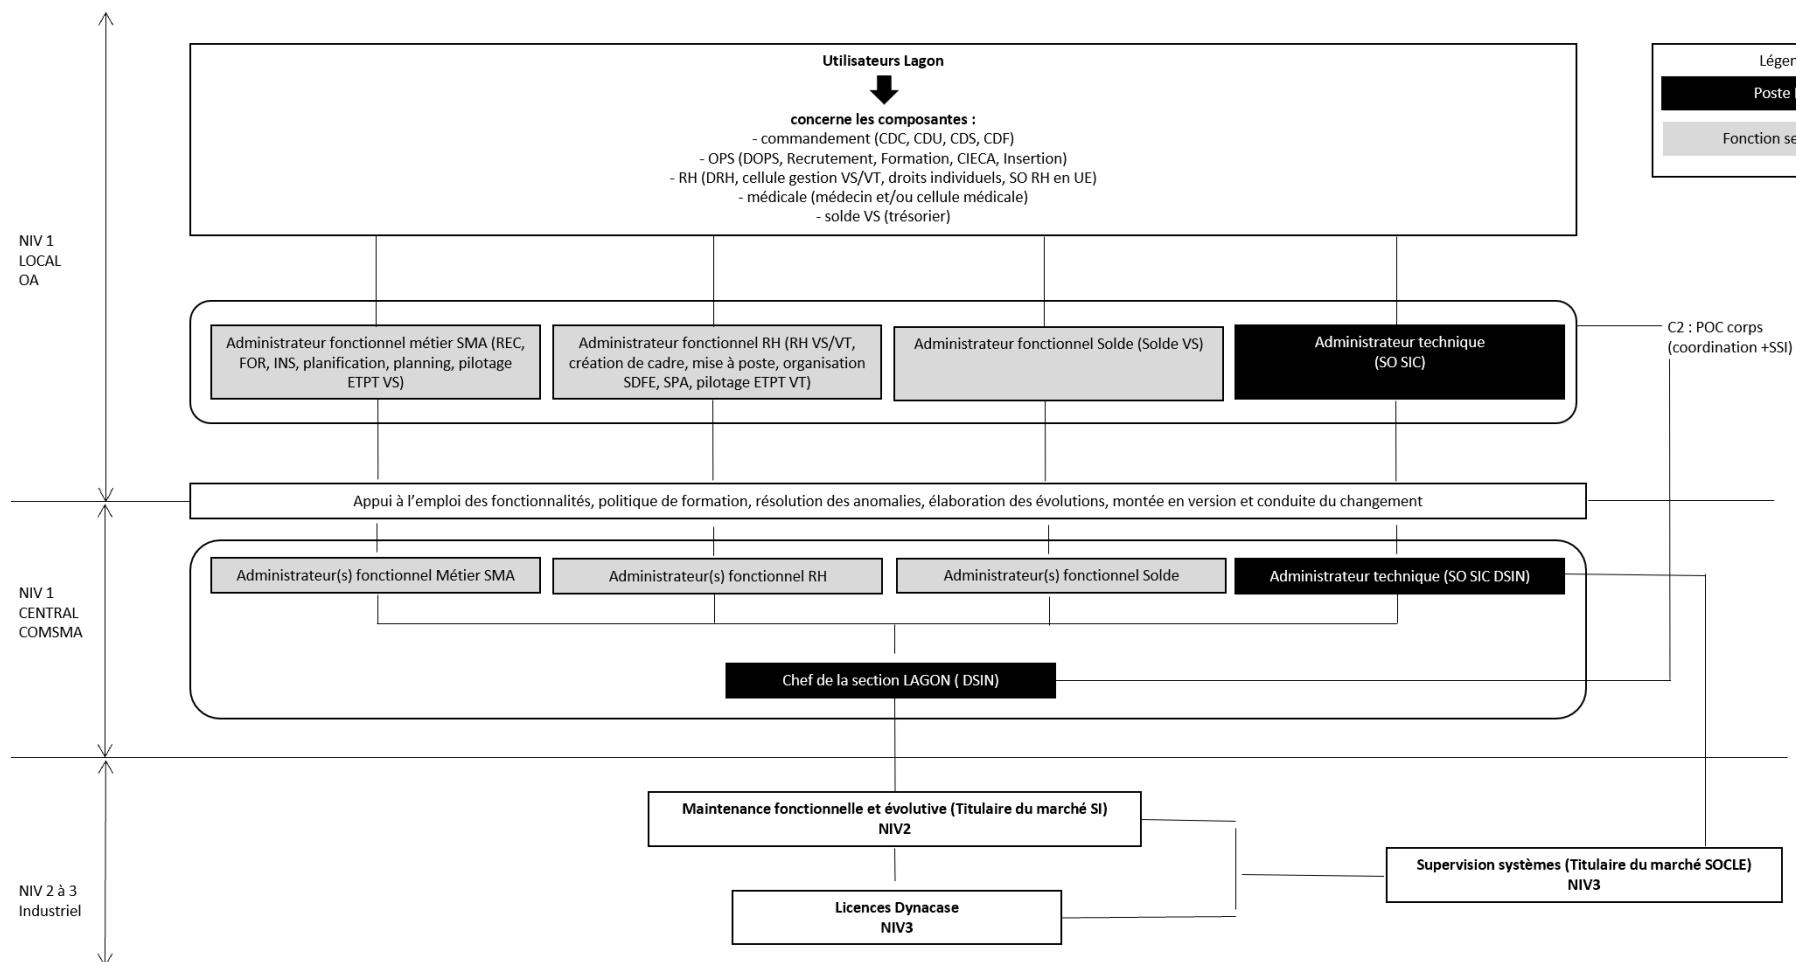 Utilisateurs Lagon
concerne les composantes :
- commandement (CDC, CDU, CDS, CDF)
- OPS (DOPS, Recrutement, Formation, CIECA, Insertion)
- RH (DRH, cellule gestion VS/VT, droits individuels, SO RH en UE)
- médicale (médecin et/ou cellule médicale)
- solde VS (trésorier)
Poste
Fonction
NIV 1
LOCAL
OA
Administrateur fonctionnel métier SMA (REC,
FOR, INS, planification, planning, pilotage
ETPT VS)
Administrateur fonctionnel RH (RH VS/VT,
création de cadre, mise à poste, organisation
SDFE, SPA, pilotage ETPT VT)
Administrateur fonctionnel Solde (Solde VS)
Administrateur technique
(SO SIC)
C2 : POC corps
(coordination +SSI)
Appui à l’emploi des fonctionnalités, politique de formation, résolution des anomalies, élaboration des évolutions, montée en version et conduite du changement
NIV 1
CENTRAL
COMSMA
Administrateur(s) fonctionnel Métier SMA
Administrateur(s) fonctionnel RH
Administrateur(s) fonctionnel Solde
Administrateur technique (SO SIC DSIN)
Chef de la section LAGON ( DSIN)
NIV 2 à 3
Industriel
Maintenance fonctionnelle et évolutive (Titulaire du marché SI)
NIV2
Supervision systèmes (Titulaire du marché SOCLE)
NIV3
Licences Dynacase
NIV3